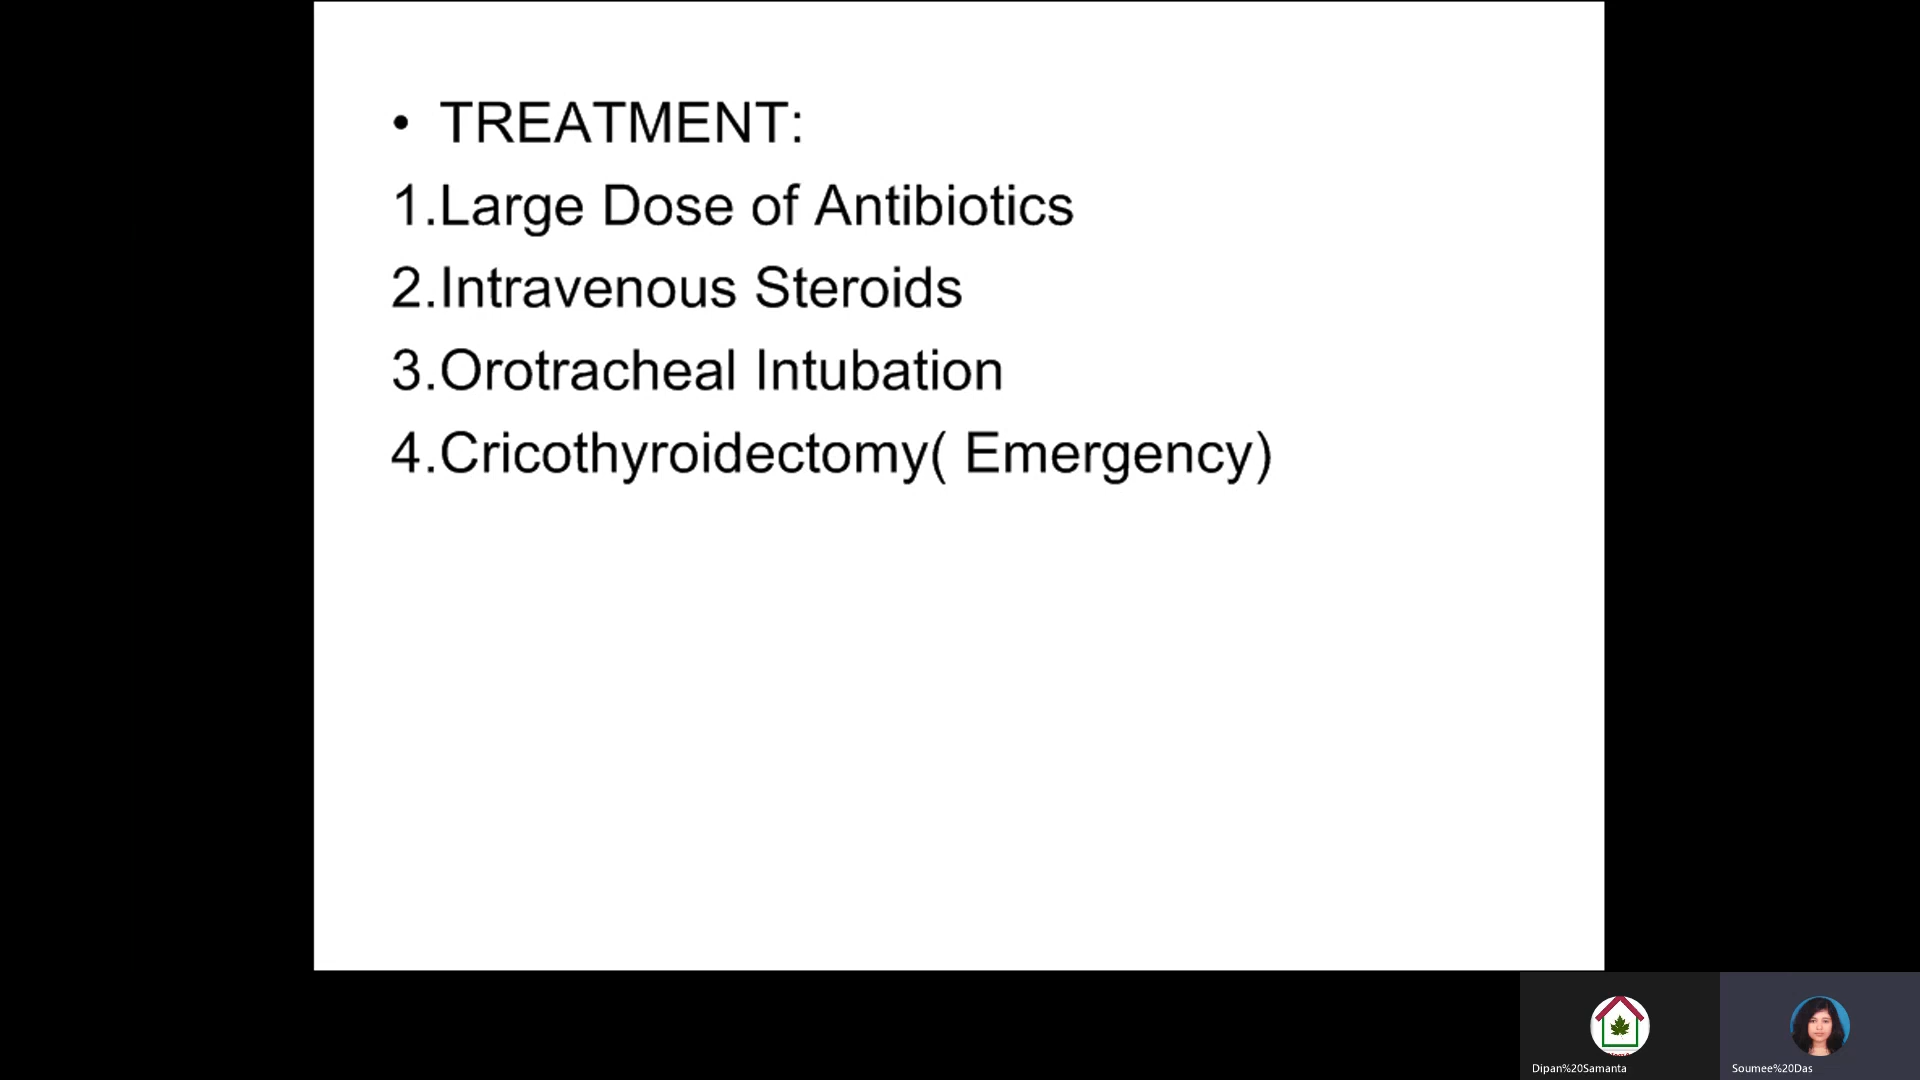 • TREATMENT:
1.Large Dose of Antibiotics
2.Intravenous Steroids
3.Orotracheal Intubation
4.Cricothyroidectomy( Emergency)
Dipan%20Samanta
Soumee%20Das